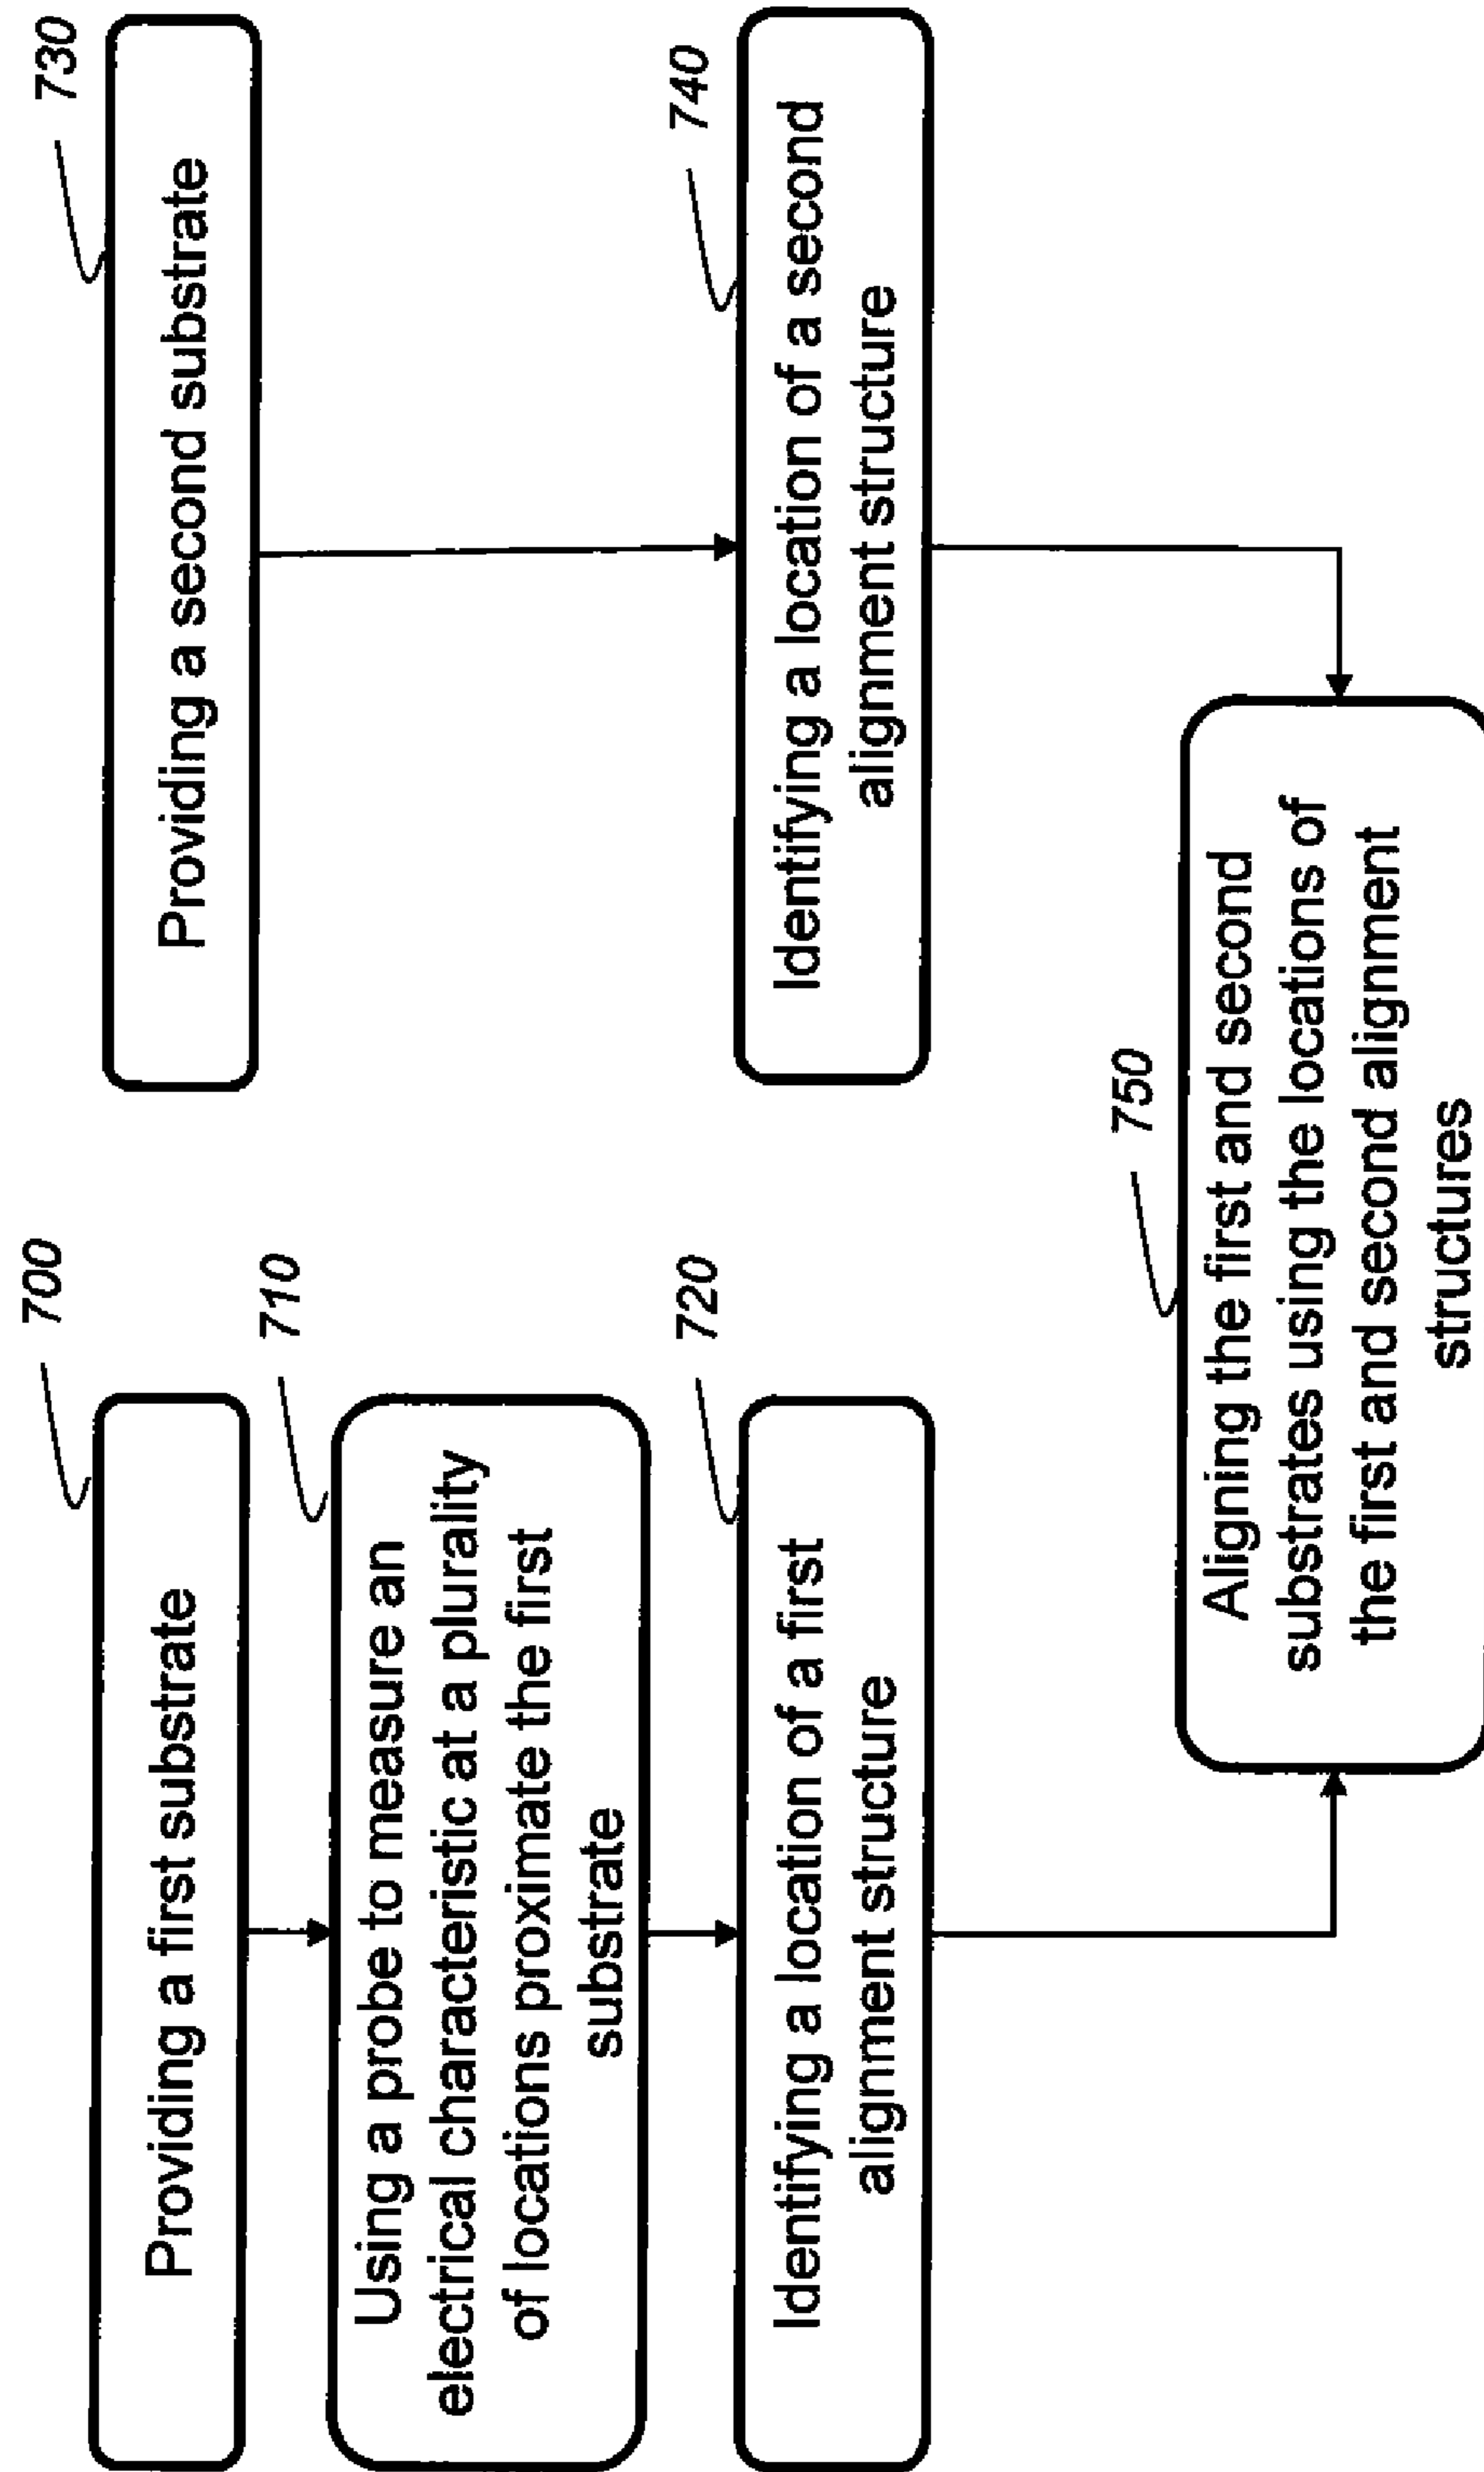 700
Providing a first substrate
710
Using a probe to measure an
electrical characteristic at a plurality
of locations proximate the first
substrate
720
Identifying a location of a first
alignment structure
730
Providing a second substrate
740
Identifying a location of a second
alignment structure
750
Aligning the first and second
substrates using the locations of
the first and second alignment
structures